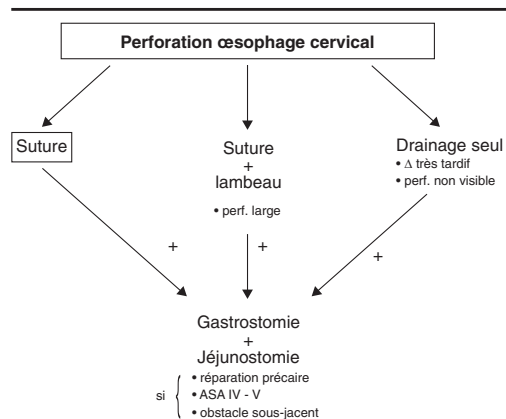 Perforation œsophage cervical
Suture
Suture
+
lambeau
• perf. large
Drainage seul
• Δ très tardif
• perf. non visible
+
+
+
Gastrostomie
+
Jéjunostomie
si
• réparation précaire
• ASA IV - V
• obstacle sous-jacent